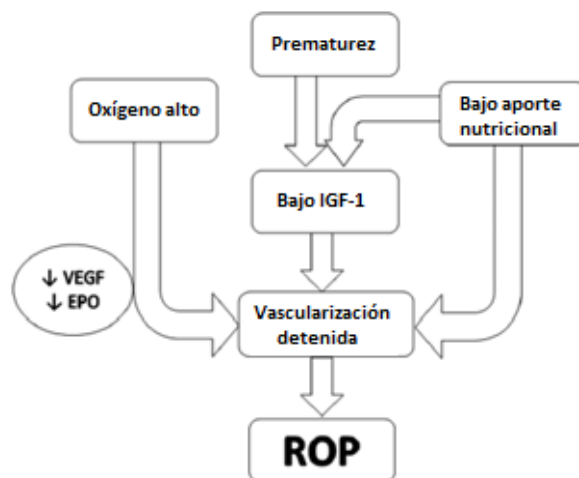 Prematurez
Oxígeno alto
Bajo aporte
nutricional
Bajo IGF-1
↓ VEGF
↓ EPO
Vascularización
detenida
ROP